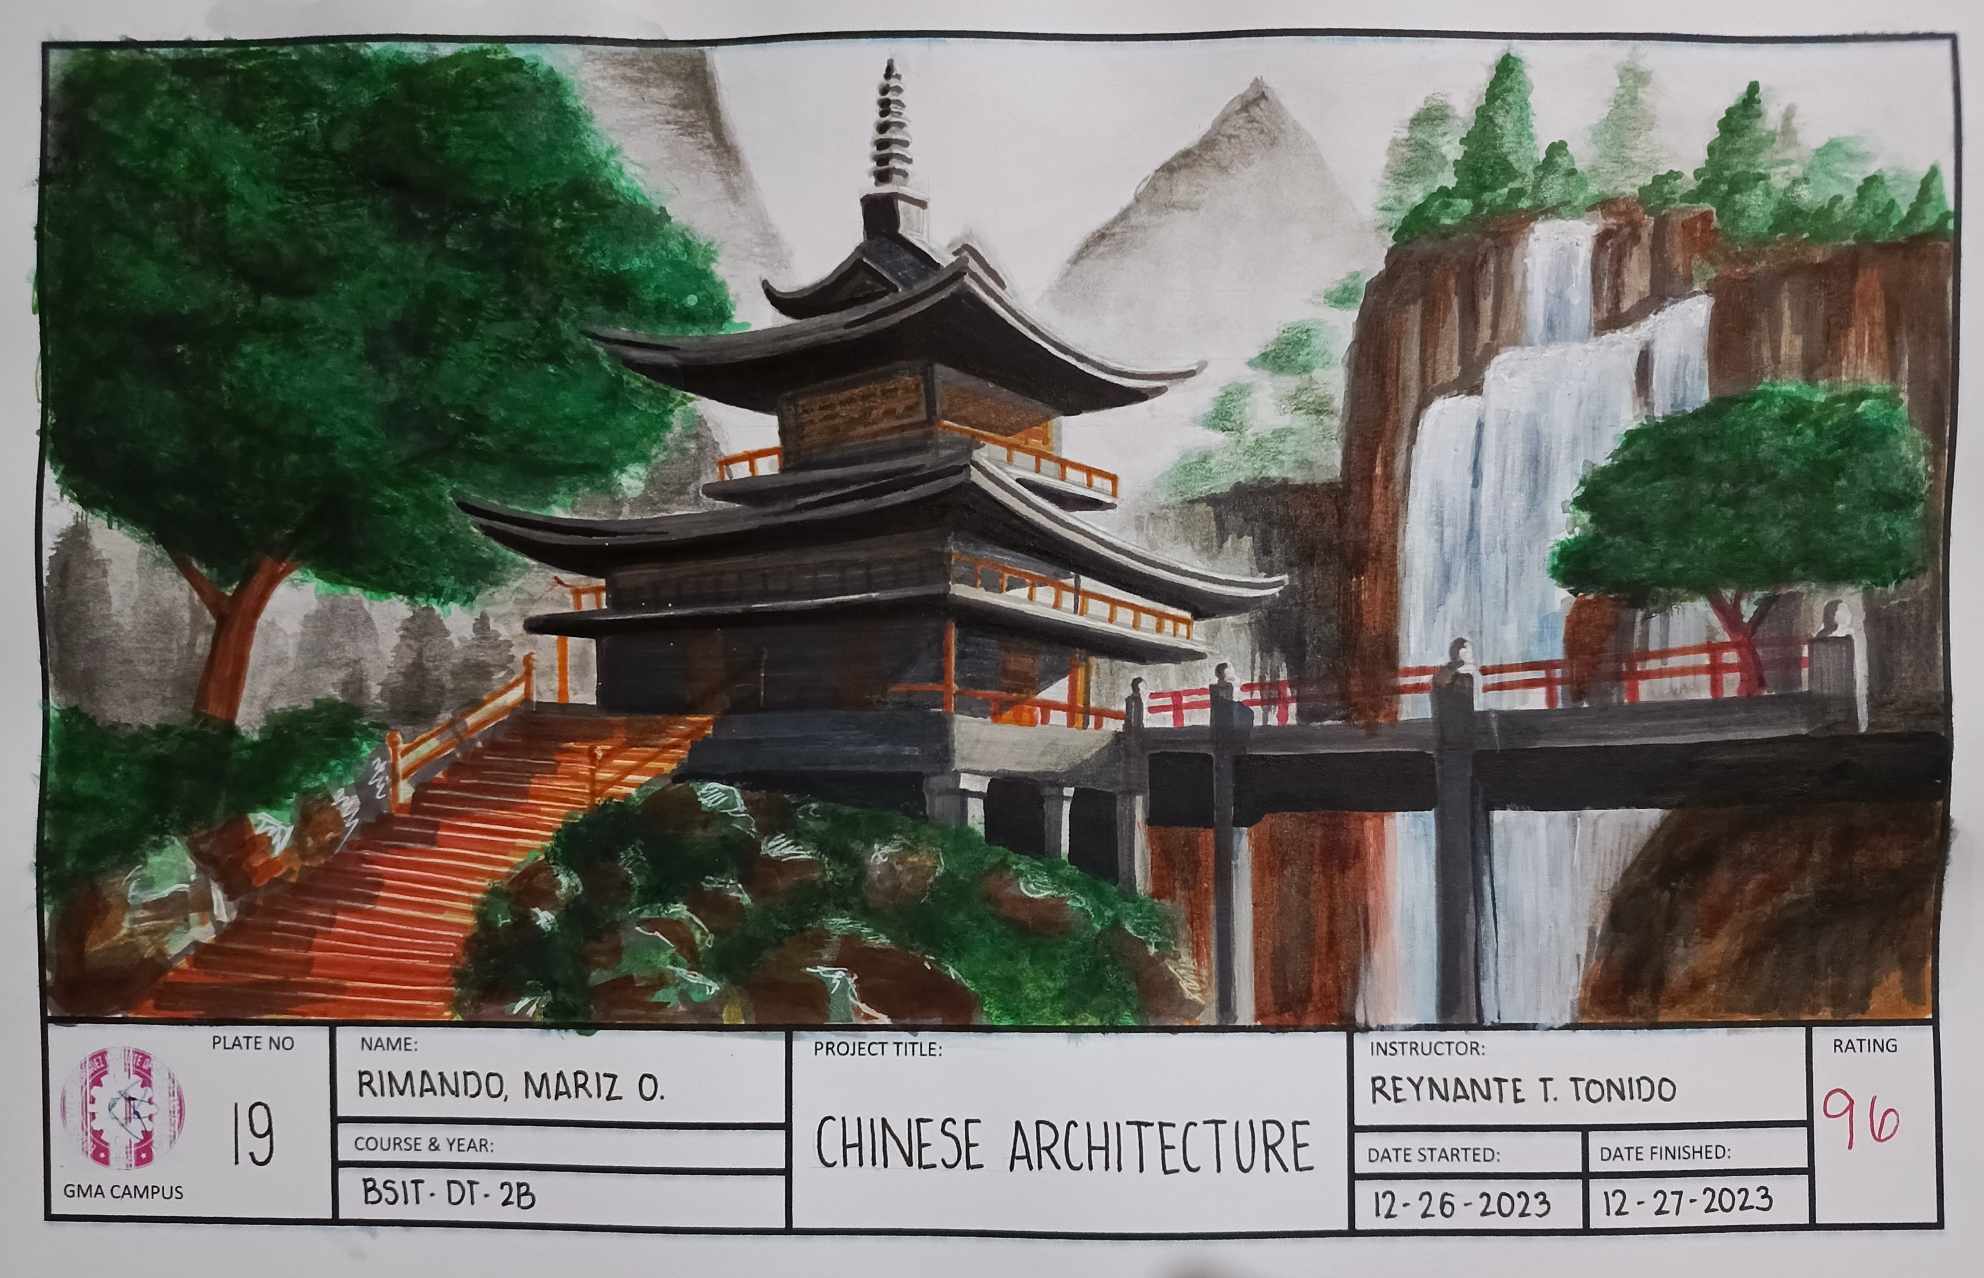 PLATE NO
19
GMA CAMPUS
NAME:
RIMANDO, MARIZ O.
COURSE & YEAR:
BSIT - DT - 2B
PROJECT TITLE:
CHINESE ARCHITECTURE
INSTRUCTOR:
REYNANTE T. TONIDO
DATE STARTED:
12-26-2023
DATE FINISHED:
12-27-2023
RATING
96